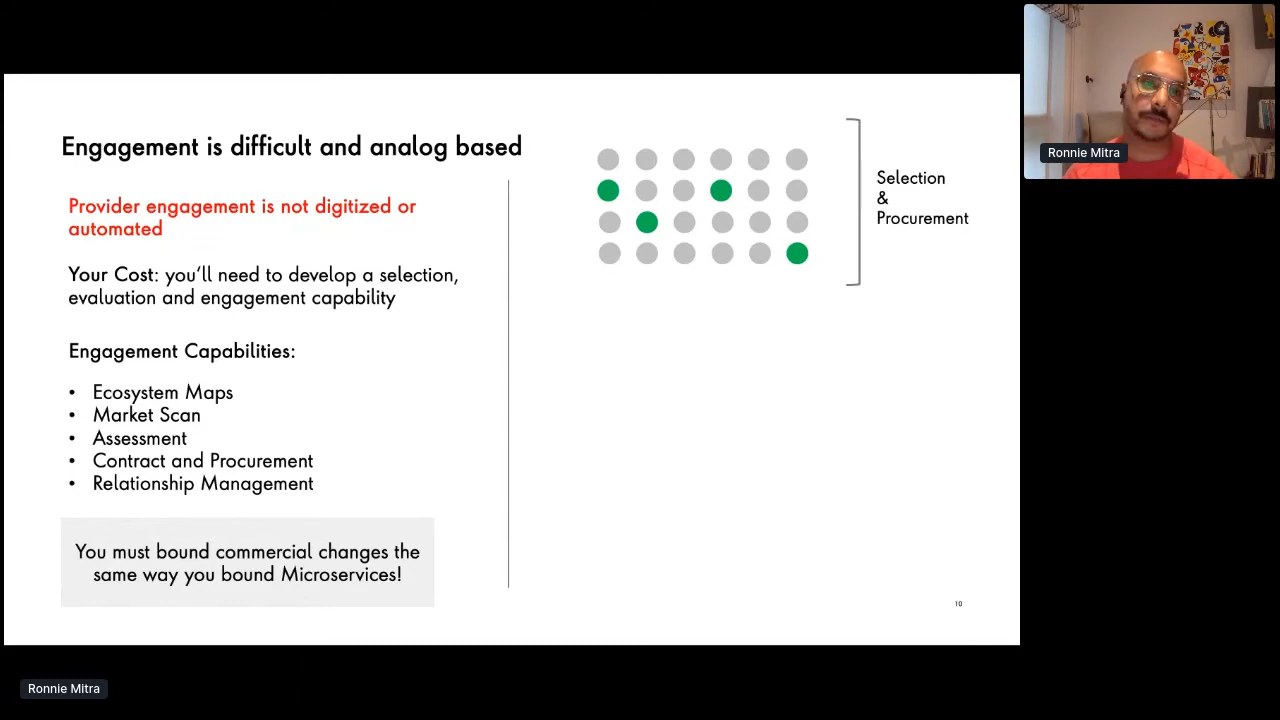 Engagement is difficult and analog based
Provider engagement is not digitized or
automated
Your Cost: you'll need to develop a selection,
evaluation and engagement capability
Engagement Capabilities:
• Ecosystem Maps
• Market Scan
• Assessment
• Contract and Procurement
• Relationship Management
You must bound commercial changes the
same way you bound Microservices!
Selection
&
Procurement
10
Ronnie Mitra
Ronnie Mitra